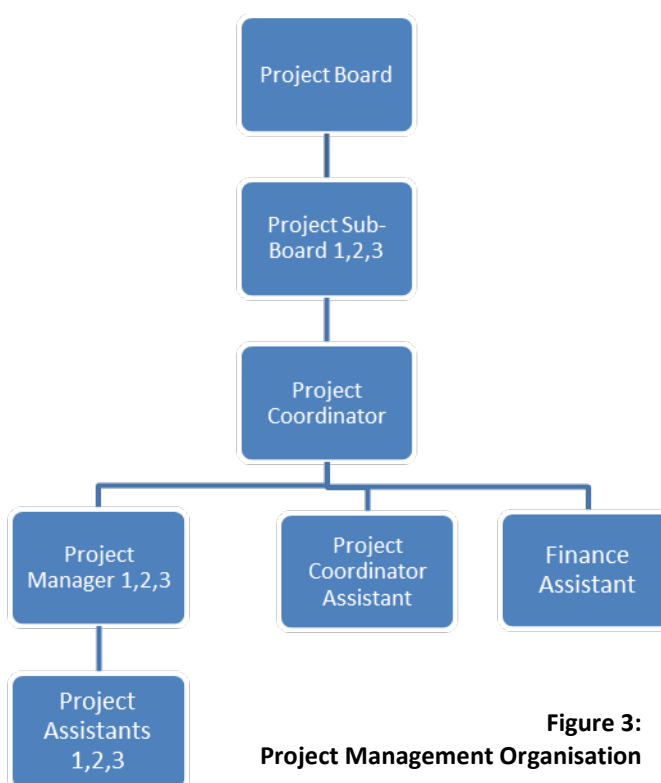 Project Board
Project Sub-
Board 1,2,3
Project
Coordinator
Project
Manager 1,2,3
Project
Coordinator
Assistant
Finance
Assistant
Project
Assistants
1,2,3
Figure 3:
Project Management Organisation